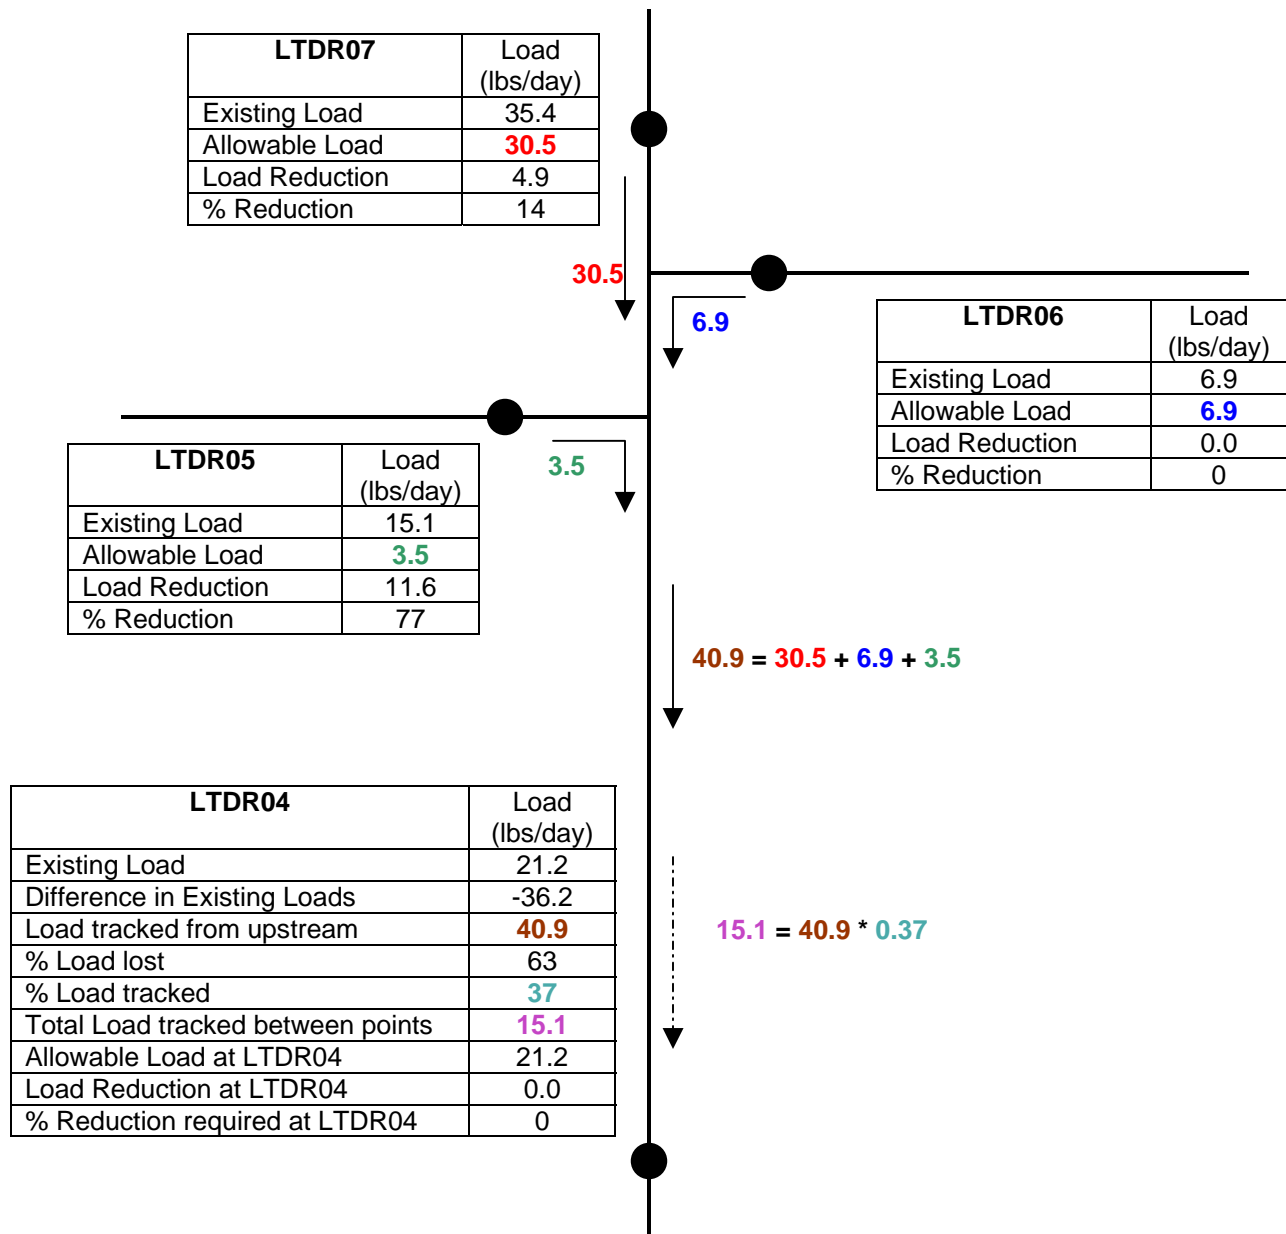 LTDR07 Load
(lbs/day)
Existing Load 35.4
Allowable Load 30.5
Load Reduction 4.9
% Reduction 14
30.5
6.9
LTDR06 Load
(lbs/day)
Existing Load 6.9
Allowable Load 6.9
Load Reduction 0.0
% Reduction 0
LTDR05 Load
(lbs/day)
Existing Load 15.1
Allowable Load 3.5
Load Reduction 11.6
% Reduction 77
3.5
40.9 = 30.5 + 6.9 + 3.5
LTDR04 Load
(lbs/day)
Existing Load 21.2
Difference in Existing Loads -36.2
Load tracked from upstream 40.9
% Load lost 63
% Load tracked 37
Total Load tracked between points 15.1
Allowable Load at LTDR04 21.2
Load Reduction at LTDR04 0.0
% Reduction required at LTDR04 0
15.1 = 40.9 * 0.37